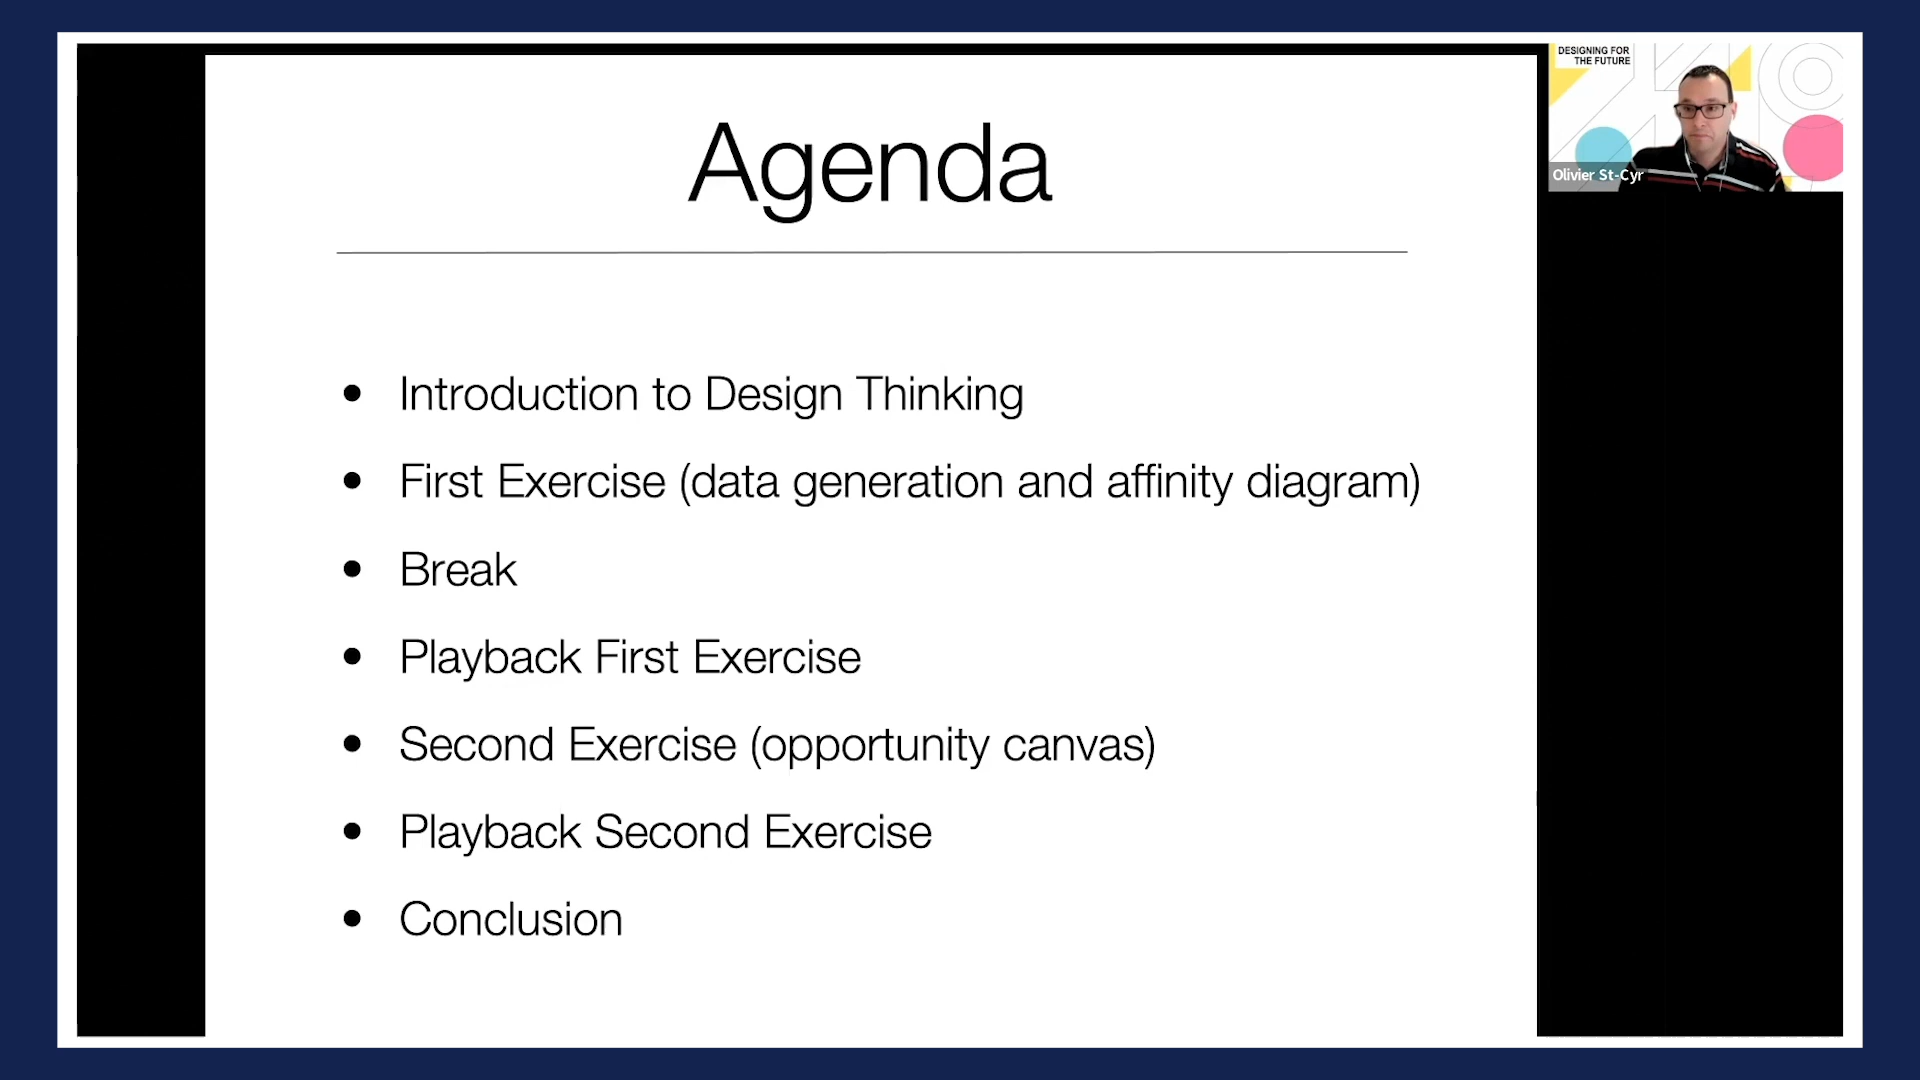 Agenda
• Introduction to Design Thinking
• First Exercise (data generation and affinity diagram)
• Break
• Playback First Exercise
• Second Exercise (opportunity canvas)
• Playback Second Exercise
• Conclusion
DESIGNING FOR
THE FUTURE
Olivier St-Cyr